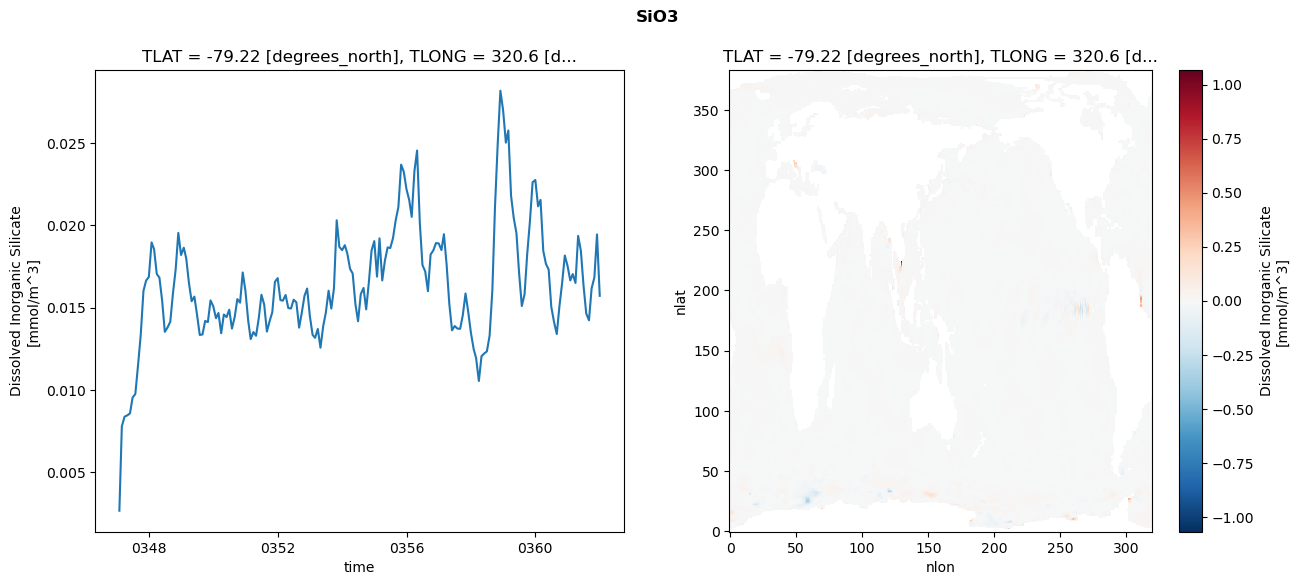 SiO3
TLAT = -79.22 [degrees_north], TLONG = 320.6 [d...
0.025
0.020
0.015
0.010
0.005
Dissolved Inorganic Silicate
[mmol/m^3]
0348 0352 0356 0360
time
TLAT = -79.22 [degrees_north], TLONG = 320.6 [d...
350
300
250
200
150
100
50
0
nlat
0 50 100 150 200 250 300
nlon
1.00
0.75
0.50
0.25
0.00
−0.25
−0.50
−0.75
−1.00
Dissolved Inorganic Silicate
[mmol/m^3]